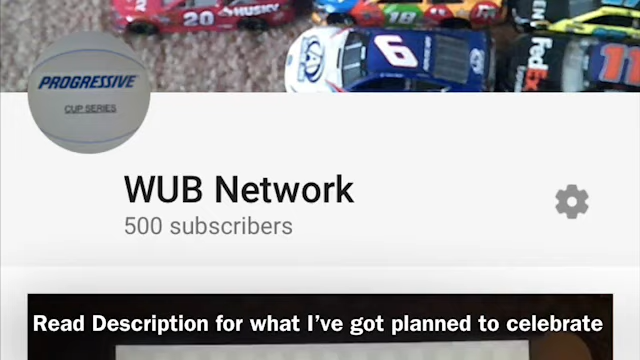 20 HUSKY
18
6
FedEx
11
PROGRESSIVE
CUP SERIES
WUB Network
500 subscribers
Read Description for what I've got planned to celebrate